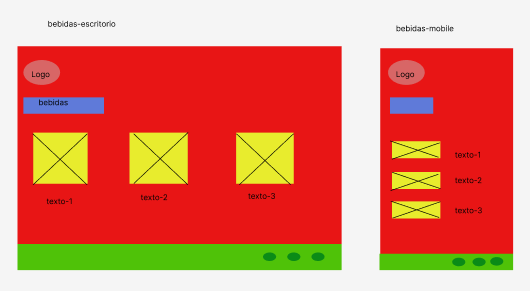 bebidas-escritorio
Logo
bebidas
texto-1
texto-2
texto-3
bebidas-mobile
Logo
texto-1
texto-2
texto-3